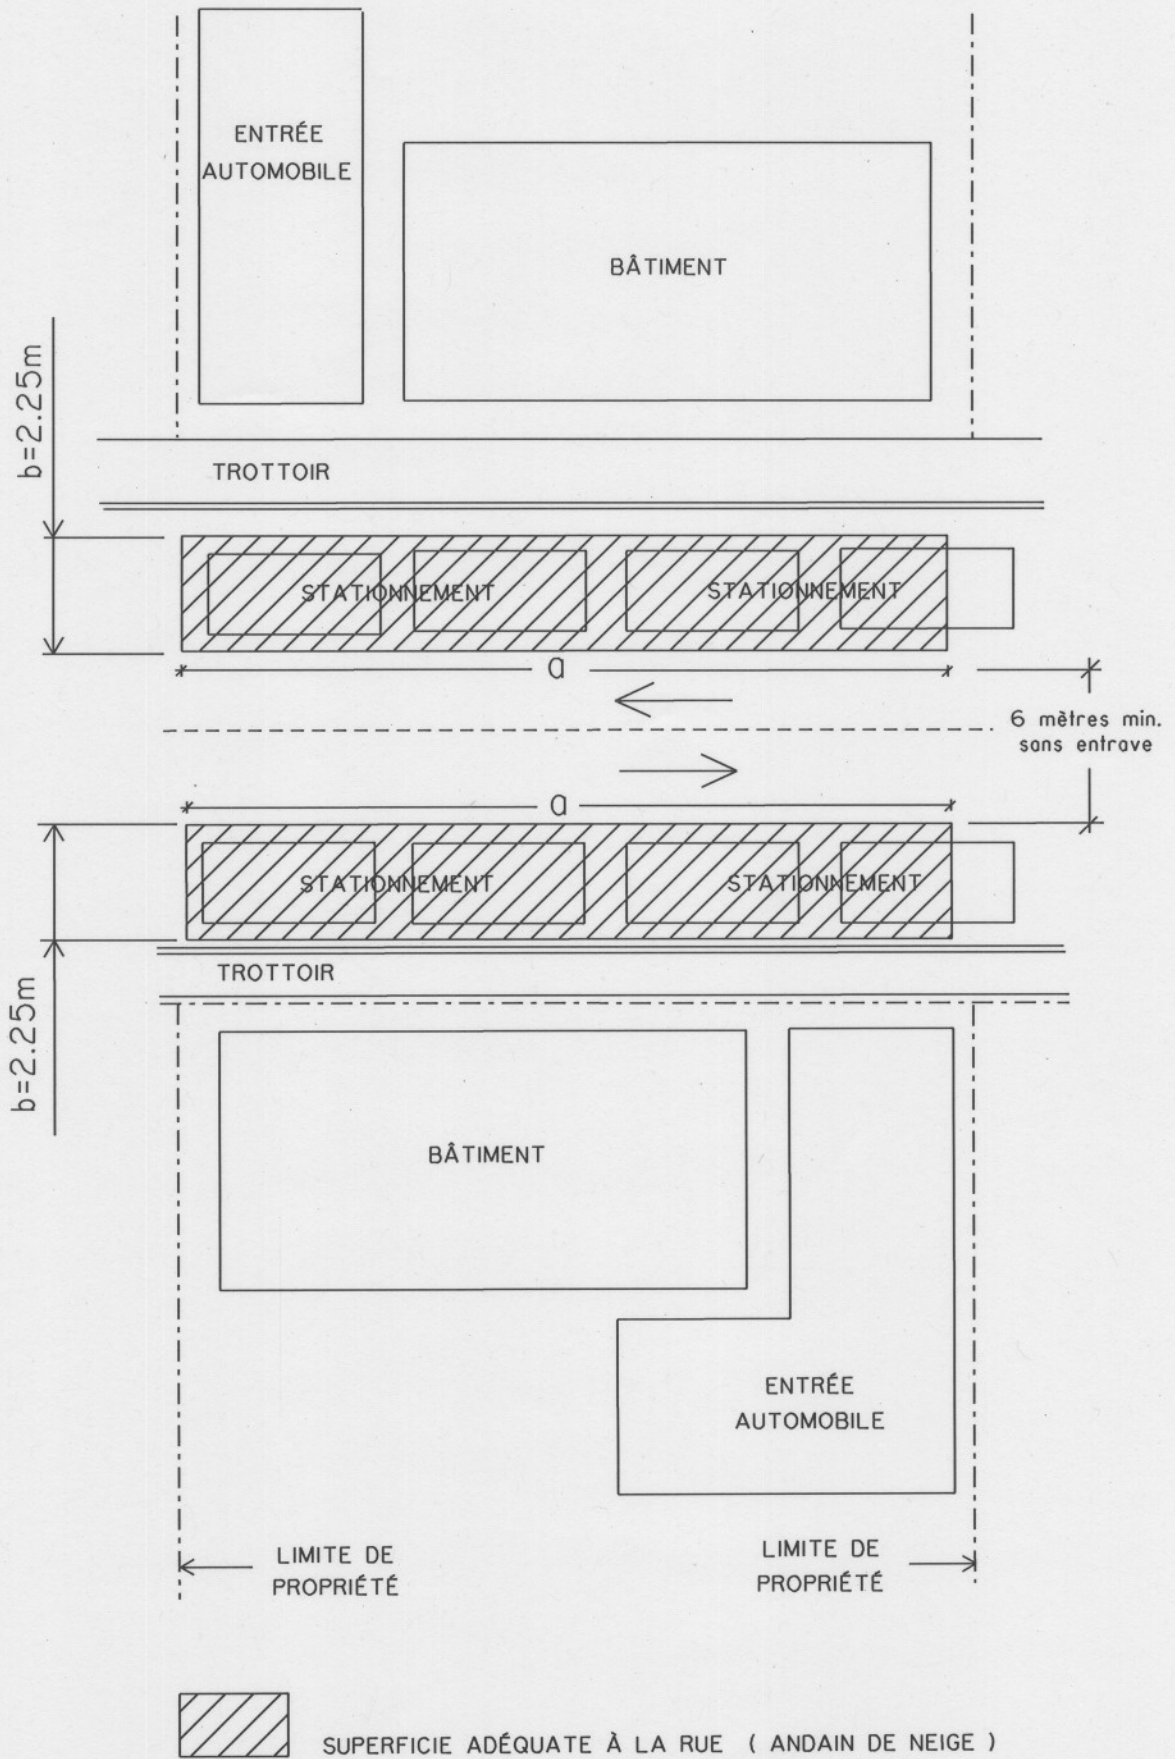 ENTRÉE
AUTOMOBILE
BÂTIMENT
b=2.25m
TROTTOIR
STATIONNEMENT STATIONNEMENT
a
6 mètres min.
sans entrave
a
STATIONNEMENT STATIONNEMENT
TROTTOIR
b=2.25m
BÂTIMENT
ENTRÉE
AUTOMOBILE
LIMITE DE
PROPRIÉTÉ
LIMITE DE
PROPRIÉTÉ
SUPERFICIE ADÉQUATE À LA RUE ( ANDAIN DE NEIGE )